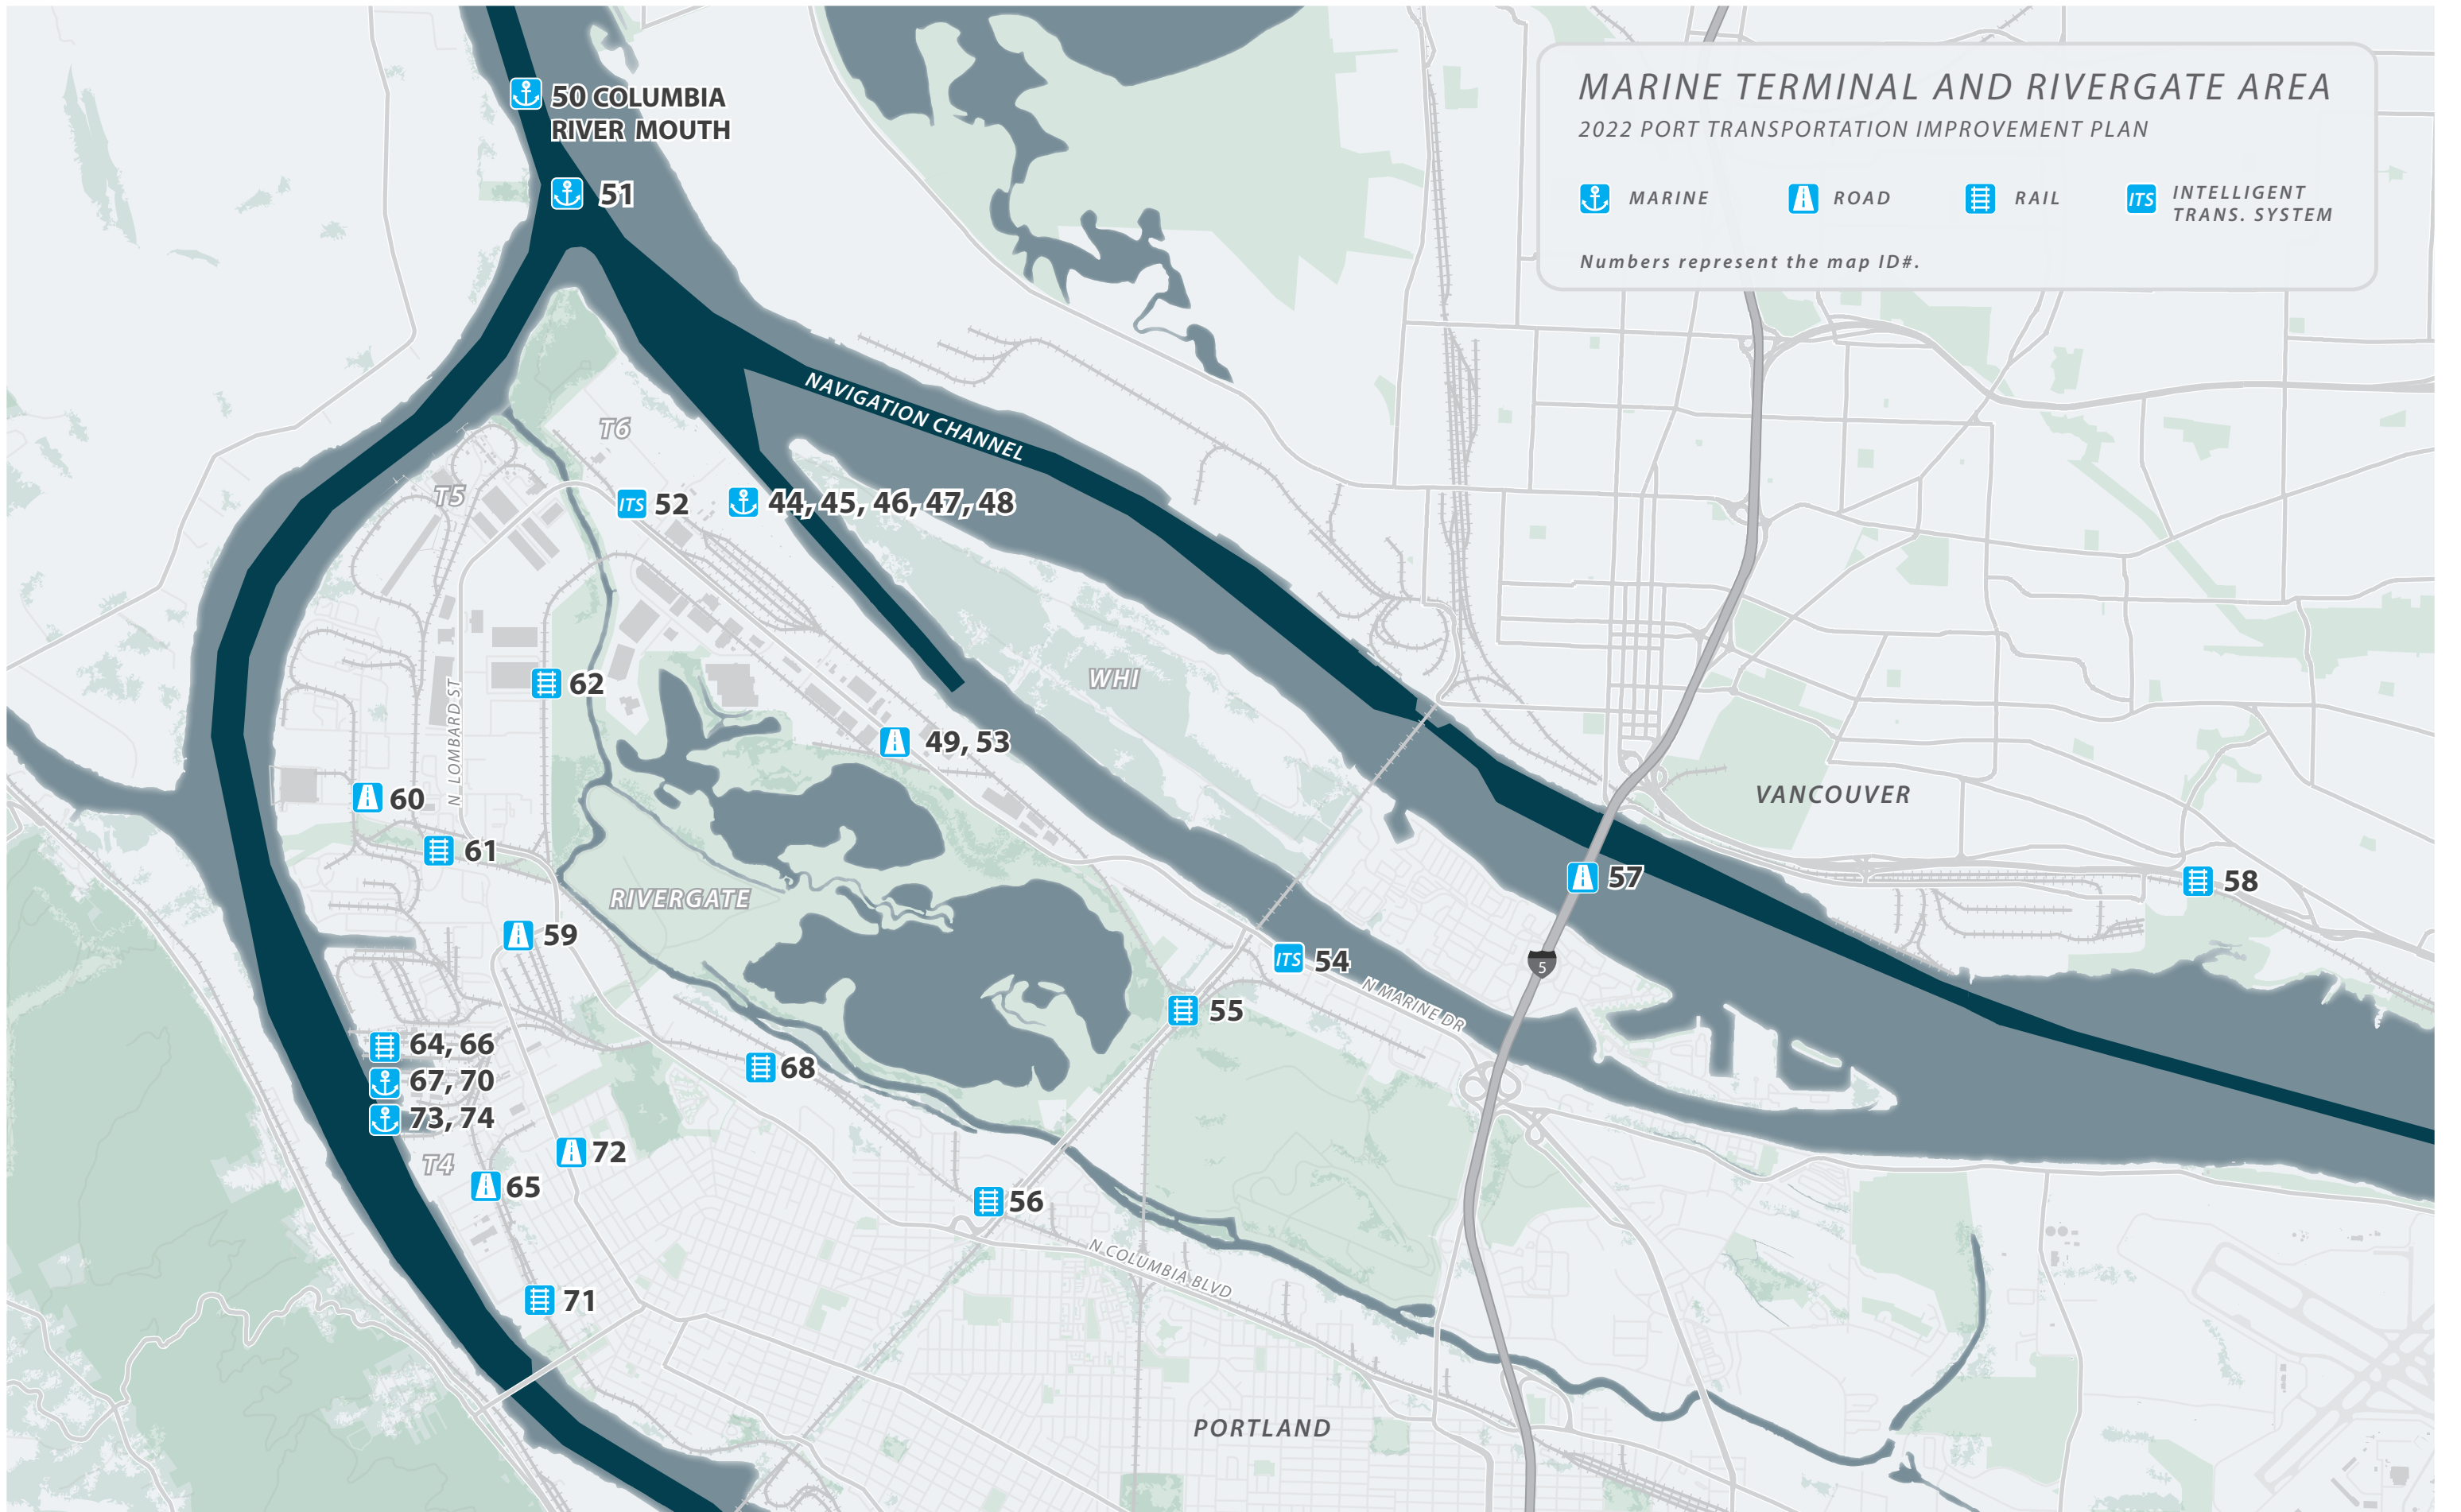 MARINE TERMINAL AND RIVERGATE AREA
2022 PORT TRANSPORTATION IMPROVEMENT PLAN
MARINE
ROAD
RAIL
ITS
INTELLIGENT
TRANS. SYSTEM
Numbers represent the map ID#.
50 COLUMBIA
RIVER MOUTH
51
NAVIGATION CHANNEL
T6
T5
ITS 52
44, 45, 46, 47, 48
WHI
62
N LOMBARD ST
49, 53
60
VANCOUVER
61
57
58
RIVERGATE
59
ITS 54
5
N MARINE DR
55
64, 66
68
67, 70
73, 74
72
T4
65
56
N COLUMBIA BLVD
71
PORTLAND